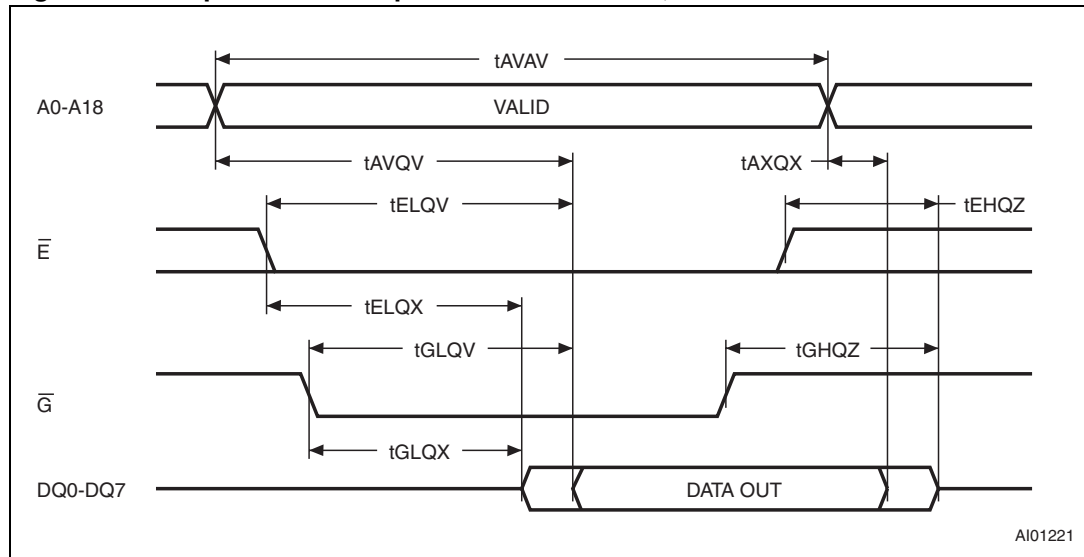 tAVAV
A0-A18
VALID
tAVQV
tAXQX
tELQV
tEHQZ
E
tELQX
tGLQV
tGHQZ
G
tGLQX
DQ0-DQ7
DATA OUT
AI01221